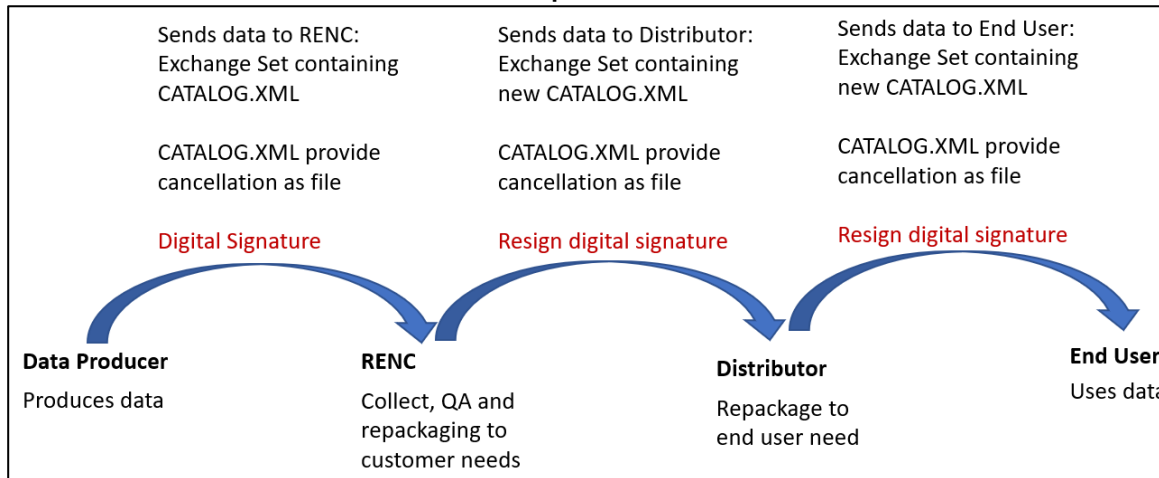 Sends data to RENC:
Exchange Set containing
CATALOG.XML
CATALOG.XML provide
cancellation as file
Digital Signature
Sends data to Distributor:
Exchange Set containing
new CATALOG.XML
CATALOG.XML provide
cancellation as file
Resign digital signature
Sends data to End User:
Exchange Set containing
new CATALOG.XML
CATALOG.XML provide
cancellation as file
Resign digital signature
Data Producer
Produces data
RENC
Collect, QA and
repackaging to
customer needs
Distributor
Repackage to
end user need
End User
Uses data